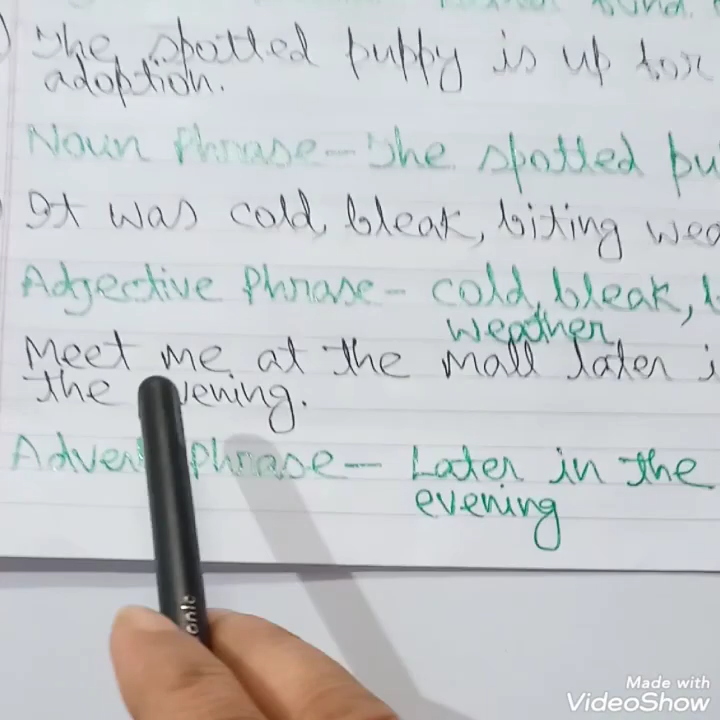 The spotted puppy is up for
adoption.
Noun Phrase - The spotted pu
It was cold, bleak, biting wea
Adjective Phrase - cold, bleak, b
weather
Meet me at the mall later i
the evening.
Adver Phrase - Later in the
evening
onic
Made with
VideoShow